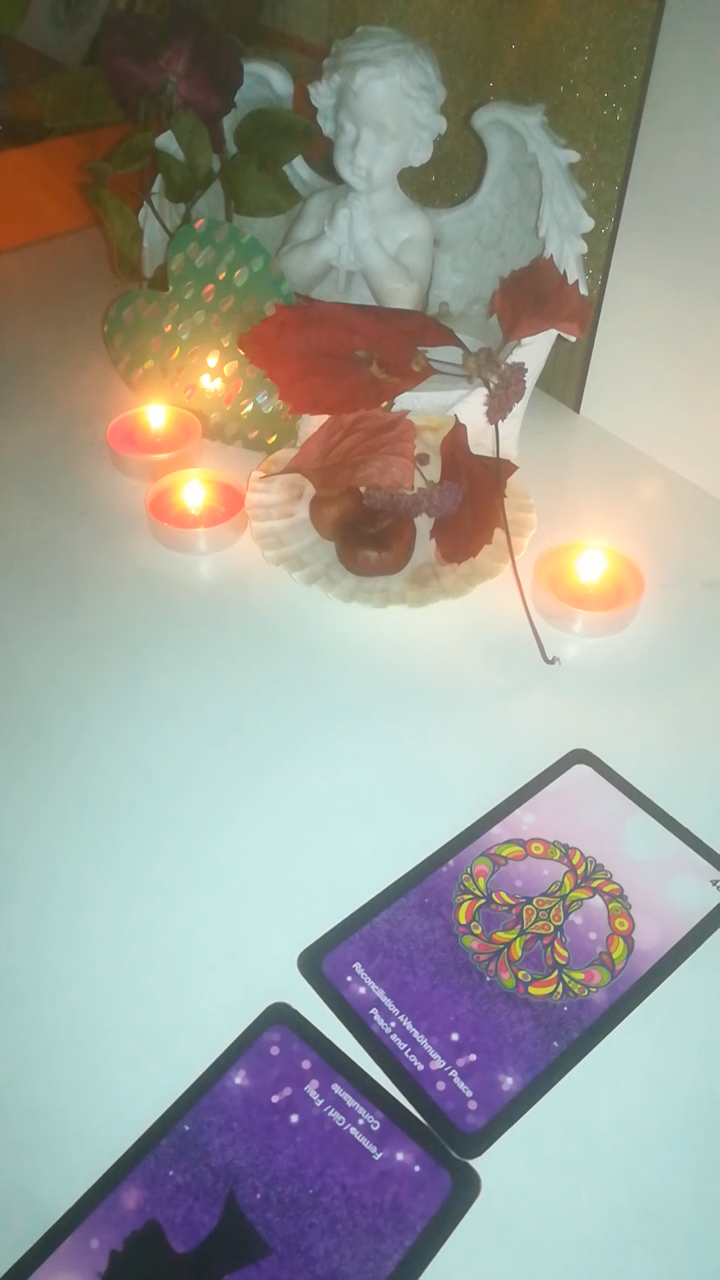 Réconciliation /Versöhnung / Peace
Peace and Love
Femme / Girl / Frau
Consultante